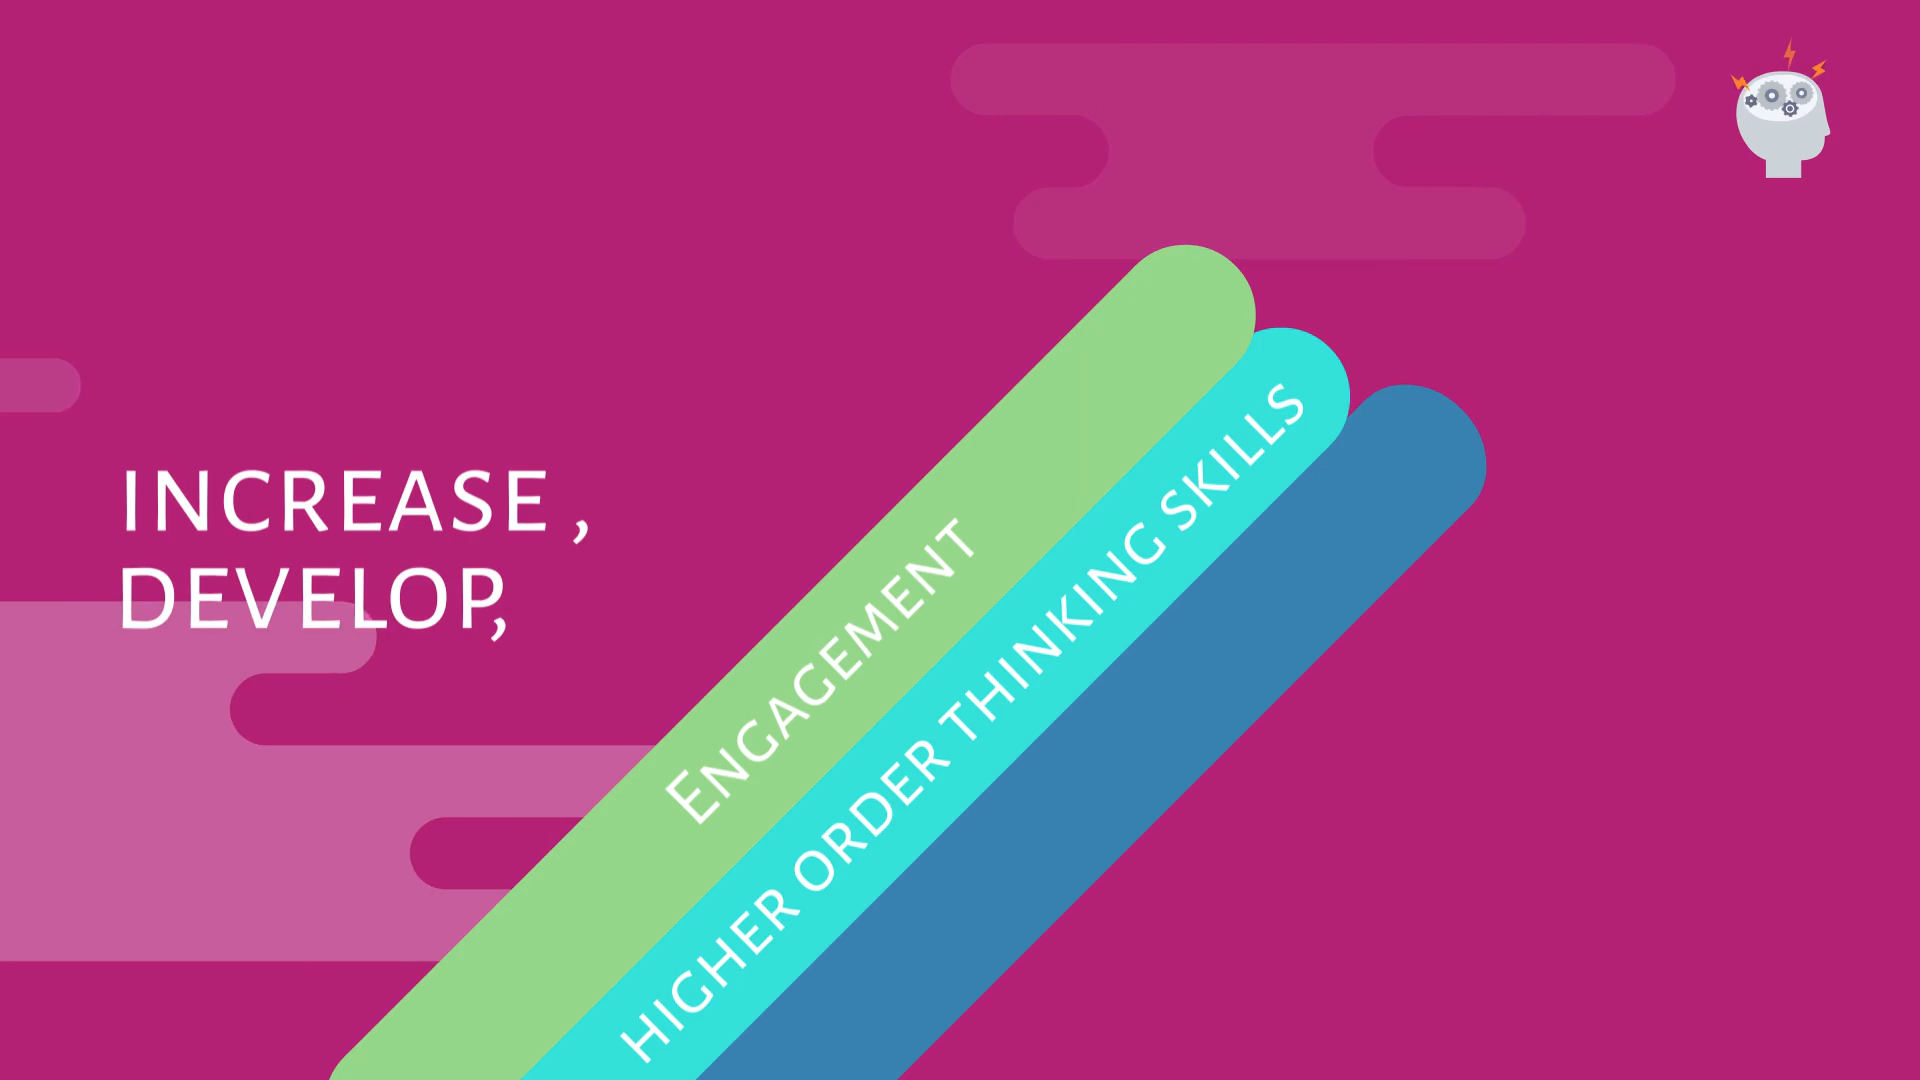 INCREASE ,
DEVELOP,
ENGAGEMENT
HIGHER ORDER THINKING SKILLS